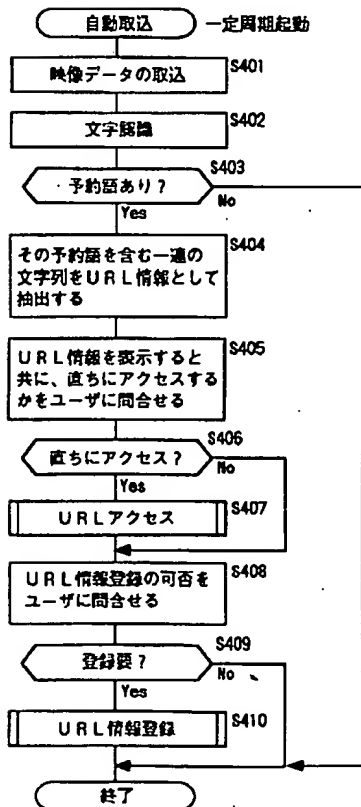 自動取込
一定周期起動
S401
映像データの取込
S402
文字認識
S403
予約語あり？
No
Yes
S404
その予約語を含む一連の
文字列をURL情報として
抽出する
S405
URL情報を表示すると
共に、直ちにアクセスする
かをユーザに問合せる
S406
直ちにアクセス？
No
Yes
S407
URLアクセス
S408
URL情報登録の可否を
ユーザに問合せる
S409
登録要？
No
Yes
S410
URL情報登録
終了